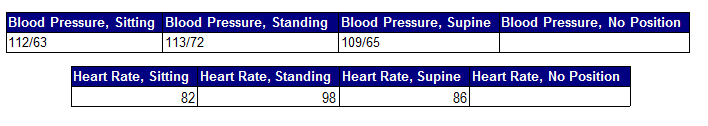 Blood Pressure, Sitting Blood Pressure, Standing Blood Pressure, Supine Blood Pressure, No Position
112/63 113/72 109/65
Heart Rate, Sitting Heart Rate, Standing Heart Rate, Supine Heart Rate, No Position
82 98 86